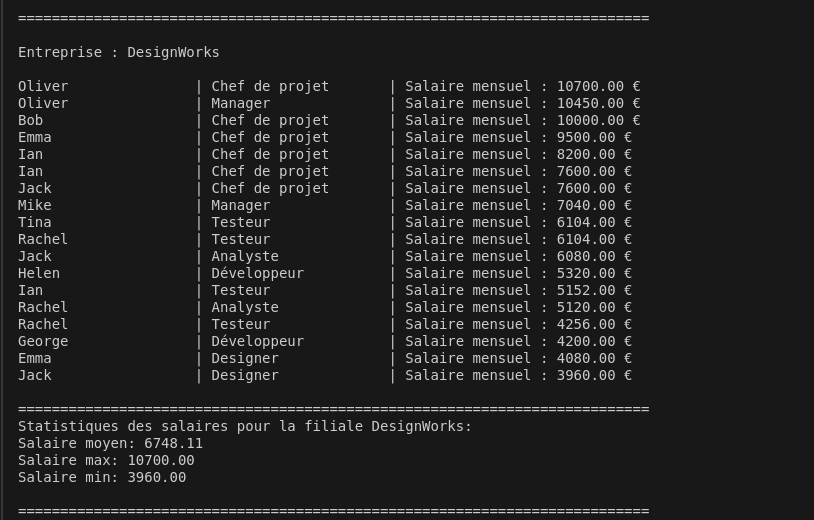 ===========================================================================
Entreprise : DesignWorks
Oliver               | Chef de projet       | Salaire mensuel : 10700.00 €
Oliver               | Manager              | Salaire mensuel : 10450.00 €
Bob                  | Chef de projet       | Salaire mensuel : 10000.00 €
Emma                 | Chef de projet       | Salaire mensuel : 9500.00 €
Ian                  | Chef de projet       | Salaire mensuel : 8200.00 €
Ian                  | Chef de projet       | Salaire mensuel : 7600.00 €
Jack                 | Chef de projet       | Salaire mensuel : 7600.00 €
Mike                 | Manager              | Salaire mensuel : 7040.00 €
Tina                 | Testeur              | Salaire mensuel : 6104.00 €
Rachel               | Testeur              | Salaire mensuel : 6104.00 €
Jack                 | Analyste             | Salaire mensuel : 6080.00 €
Helen                | Développeur          | Salaire mensuel : 5320.00 €
Ian                  | Testeur              | Salaire mensuel : 5152.00 €
Rachel               | Analyste             | Salaire mensuel : 5120.00 €
Rachel               | Testeur              | Salaire mensuel : 4256.00 €
George               | Développeur          | Salaire mensuel : 4200.00 €
Emma                 | Designer             | Salaire mensuel : 4080.00 €
Jack                 | Designer             | Salaire mensuel : 3960.00 €
===========================================================================
Statistiques des salaires pour la filiale DesignWorks:
Salaire moyen: 6748.11
Salaire max: 10700.00
Salaire min: 3960.00
===========================================================================